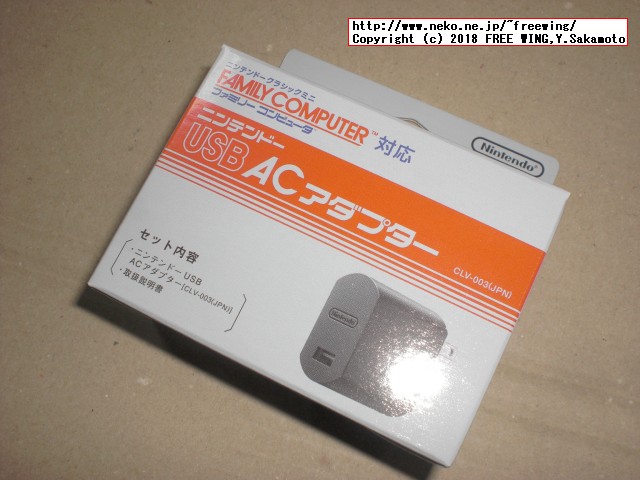 http://www.neko.ne.jp/~freewing/
Copyright (c) 2018 FREE WING,Y.Sakamoto
ニンテンドークラシックミニ
FAMILY COMPUTER™ 対応
ファミリー コンピュータ
Nintendo®
ニンテンドー
USB ACアダプター
CLV-003(JPN)
セット内容
・ニンテンドー USB
ACアダプター[CLV-003(JPN)]
・取扱説明書
Nintendo